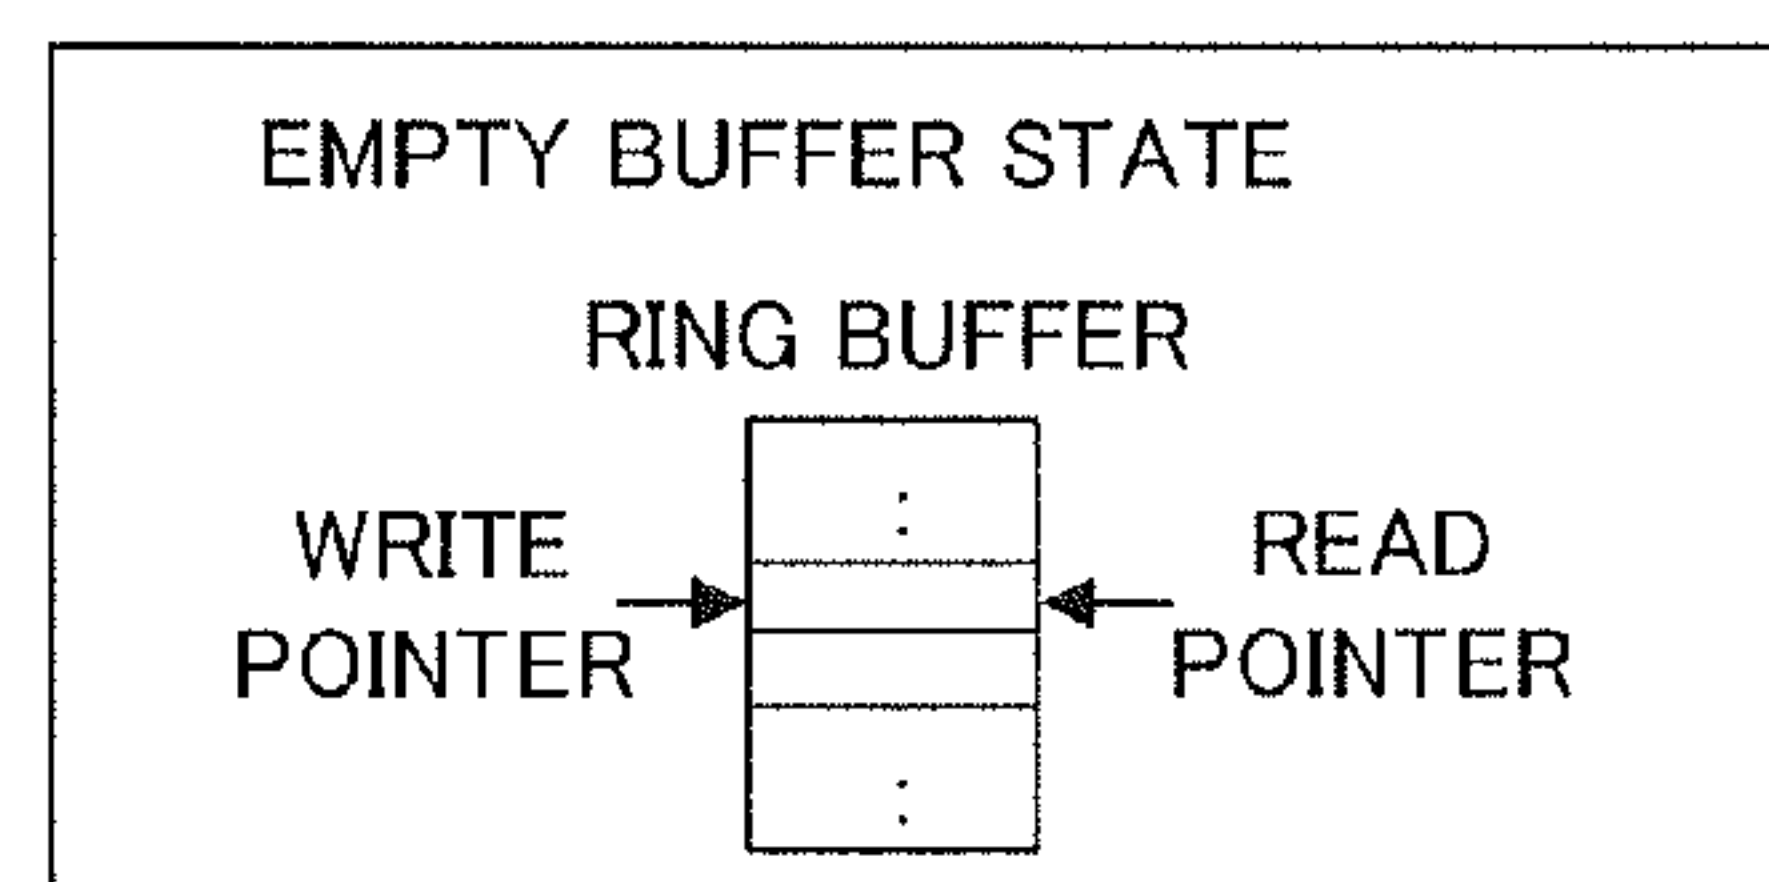 EMPTY BUFFER STATE
RING BUFFER
:
WRITE
POINTER
READ
POINTER
: